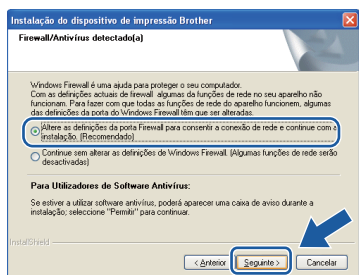 Instalação do dispositivo de impressão Brother
Firewall/Antivírus detectado(a)
Windows Firewall é uma ajuda para proteger o seu computador.
Com as definições actuais de firewall algumas da funções de rede no seu aparelho não
funcionam. Para fazer com que todas as funções de rede do aparelho funcionem, algumas
das definições da porta do Windows Firewall têm que ser alteradas.
Altere as definições da porta Firewall para consentir a conexão de rede e continue com a
instalação. (Recomendado)
Continue sem alterar as definições de Windows Firewall. (Algumas funções de rede serão
desactivadas)
Para Utilizadores de Software Antivírus:
Se estiver a utilizar software antivírus, poderá aparecer uma caixa de aviso durante a
instalação; seleccione "Permitir" para continuar.
InstallShield
< Anterior Seguinte > Cancelar